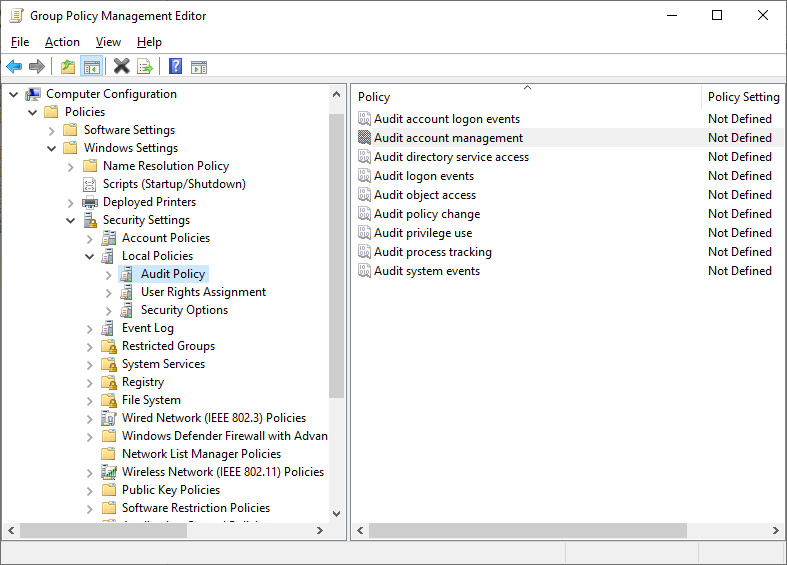 Group Policy Management Editor
File Action View Help
Computer Configuration
Policies
Software Settings
Windows Settings
Name Resolution Policy
Scripts (Startup/Shutdown)
Deployed Printers
Security Settings
Account Policies
Local Policies
Audit Policy
User Rights Assignment
Security Options
Event Log
Restricted Groups
System Services
Registry
File System
Wired Network (IEEE 802.3) Policies
Windows Defender Firewall with Advan
Network List Manager Policies
Wireless Network (IEEE 802.11) Policies
Public Key Policies
Software Restriction Policies
Policy Policy Setting
Audit account logon events Not Defined
Audit account management Not Defined
Audit directory service access Not Defined
Audit logon events Not Defined
Audit object access Not Defined
Audit policy change Not Defined
Audit privilege use Not Defined
Audit process tracking Not Defined
Audit system events Not Defined